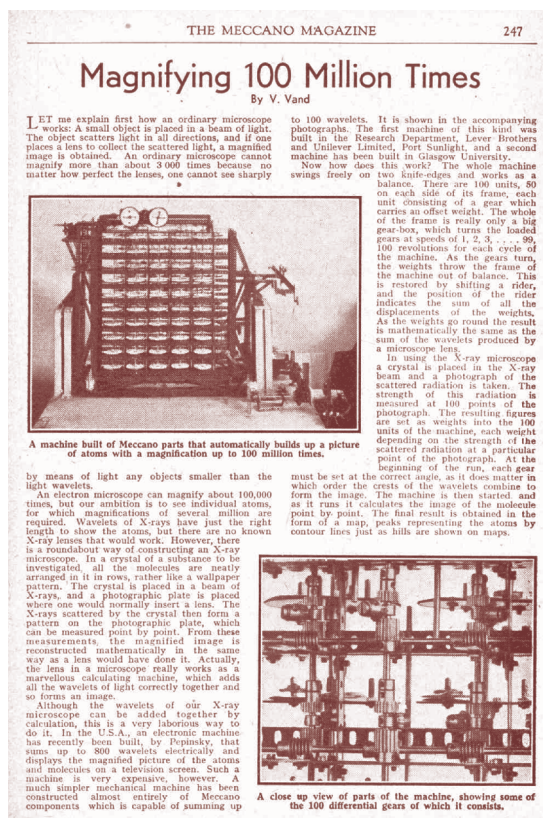 THE MECCANO MAGAZINE
247
Magnifying 100 Million Times
By V. Vand
LET me explain first how an ordinary microscope
works: A small object is placed in a beam of light.
The object scatters light in all directions, and if one
places a lens to collect the scattered light, a magnified
image is obtained. An ordinary microscope cannot
magnify more than about 3 000 times because no
matter how perfect the lenses, one cannot see sharply
A machine built of Meccano parts that automatically builds up a picture
of atoms with a magnification up to 100 million times.
by means of light any objects smaller than the
light wavelets.
An electron microscope can magnify about 100,000
times, but our ambition is to see individual atoms,
for which magnifications of several million are
required. Wavelets of X-rays have just the right
length to show the atoms, but there are no known
X-ray lenses that would work. However, there
is a roundabout way of constructing an X-ray
microscope. In a crystal of a substance to be
investigated, all the molecules are neatly
arranged in it in rows, rather like a wallpaper
pattern. The crystal is placed in a beam of
X-rays, and a photographic plate is placed
where one would normally insert a lens. The
X-rays scattered by the crystal then form a
pattern on the photographic plate, which
can be measured point by point. From these
measurements, the magnified image is
reconstructed mathematically in the same
way as a lens would have done it. Actually,
the lens in a microscope really works as a
marvellous calculating machine, which adds
all the wavelets of light correctly together and
so forms an image.
Although the wavelets of our X-ray
microscope can be added together by
calculation, this is a very laborious way to
do it. In the U.S.A., an electronic machine
has recently been built, by Pepinsky, that
sums up to 800 wavelets electrically and
displays the magnified picture of the atoms
and molecules on a television screen. Such a
machine is very expensive, however. A
much simpler mechanical machine has been
constructed almost entirely of Meccano
components which is capable of summing up
to 100 wavelets. It is shown in the accompanying
photographs. The first machine of this kind was
built in the Research Department, Lever Brothers
and Unilever Limited, Port Sunlight, and a second
machine has been built in Glasgow University.
Now how does this work? The whole machine
swings freely on two knife-edges and works as a
balance. There are 100 units, 50
on each side of its frame, each
unit consisting of a gear which
carries an offset weight. The whole
of the frame is really only a big
gear-box, which turns the loaded
gears at speeds of 1, 2, 3, . . . . 99,
100 revolutions for each cycle of
the machine. As the gears turn,
the weights throw the frame of
the machine out of balance. This
is restored by shifting a rider,
and the position of the rider
indicates the sum of all the
displacements of the weights.
As the weights go round the result
is mathematically the same as the
sum of the wavelets produced by
a microscope lens.
In using the X-ray microscope
a crystal is placed in the X-ray
beam and a photograph of the
scattered radiation is taken. The
strength of this radiation is
measured at 100 points of the
photograph. The resulting figures
are set as weights into the 100
units of the machine, each weight
depending on the strength of the
scattered radiation at a particular
point of the photograph. At the
beginning of the run, each gear
must be set at the correct angle, as it does matter in
which order the crests of the wavelets combine to
form the image. The machine is then started and
as it runs it calculates the image of the molecule
point by point. The final result is obtained in the
form of a map, peaks representing the atoms by
contour lines just as hills are shown on maps.
A close up view of parts of the machine, showing some of
the 100 differential gears of which it consists.